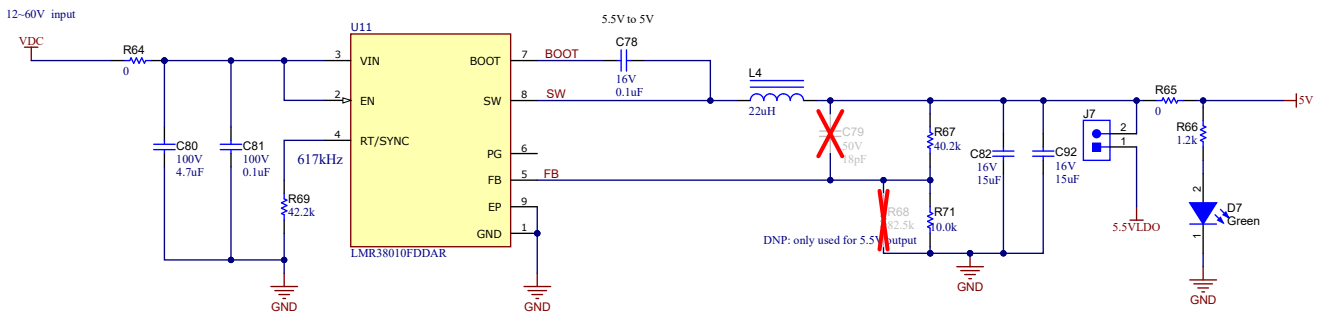 12~60V input
VDC
R64
0
C80
100V
4.7uF
C81
100V
0.1uF
617kHz
R69
42.2k
GND
U11
3
VIN
2
EN
4
RT/SYNC
BOOT
7
SW
8
PG
6
FB
5
EP
9
GND
1
LMR38010FDDAR
GND
BOOT
SW
FB
5.5V to 5V
C78
16V
0.1uF
L4
22uH
C79
50V
18pF
R67
40.2k
R68
82.5k
R71
10.0k
DNP: only used for 5.5V output
C82
16V
15uF
C92
16V
15uF
GND
J7
2
1
5.5VLDO
R65
0
5V
R66
1.2k
2
D7
Green
1
GND